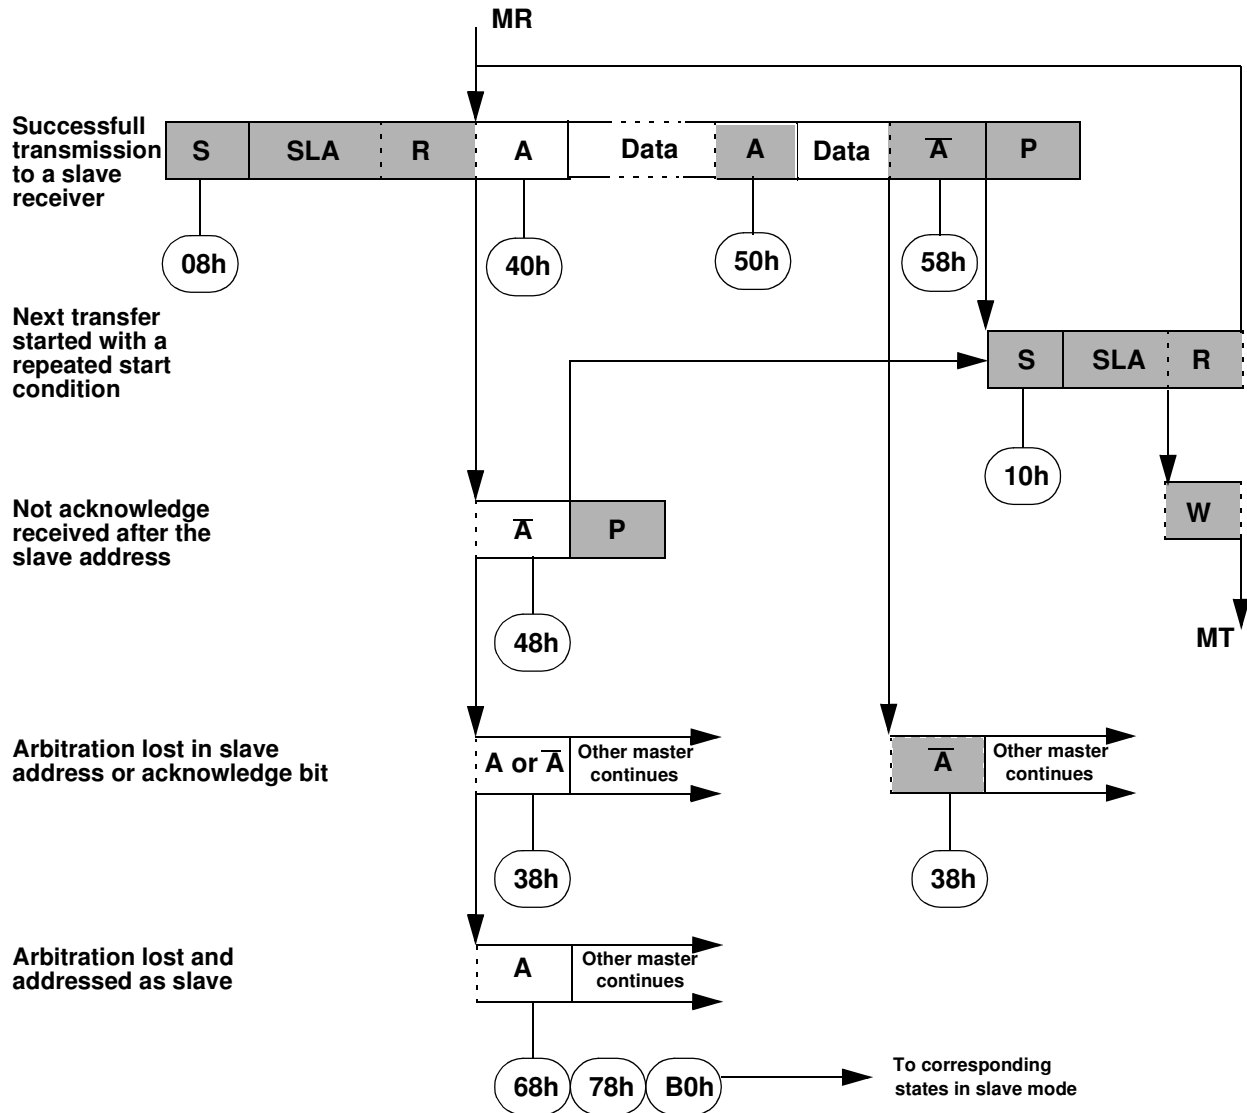 MR
Successfull
transmission
to a slave
receiver
S SLA R A Data A Data A̅ P
08h 40h 50h 58h
Next transfer
started with a
repeated start
condition
S SLA R
10h
Not acknowledge
received after the
slave address
A̅ P
W
48h
MT
Arbitration lost in slave
address or acknowledge bit
A or A̅ Other master
continues
A̅ Other master
continues
38h 38h
Arbitration lost and
addressed as slave
A Other master
continues
68h 78h B0h
To corresponding
states in slave mode